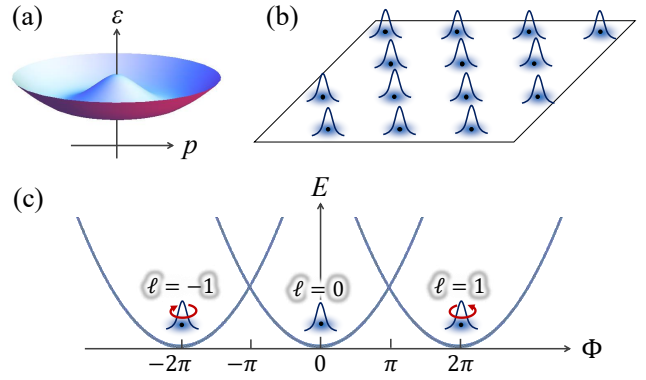 (a)
ε
p
(b)
(c)
E
ℓ = −1
ℓ = 0
ℓ = 1
−2π
−π
0
π
2π
Φ